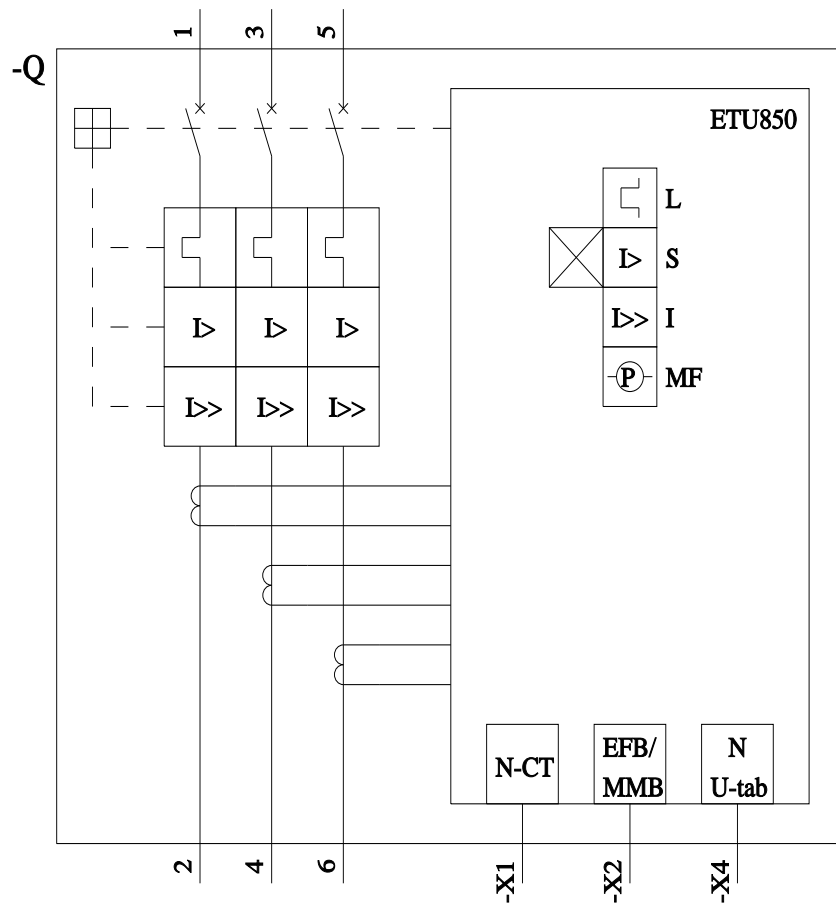 1
3
5
-Q
ETU850
L
I>
S
I>>
I
P
MF
I>
I>
I>
I>>
I>>
I>>
N-CT
EFB/
MMB
N
U-tab
2
4
6
-X1
-X2
-X4